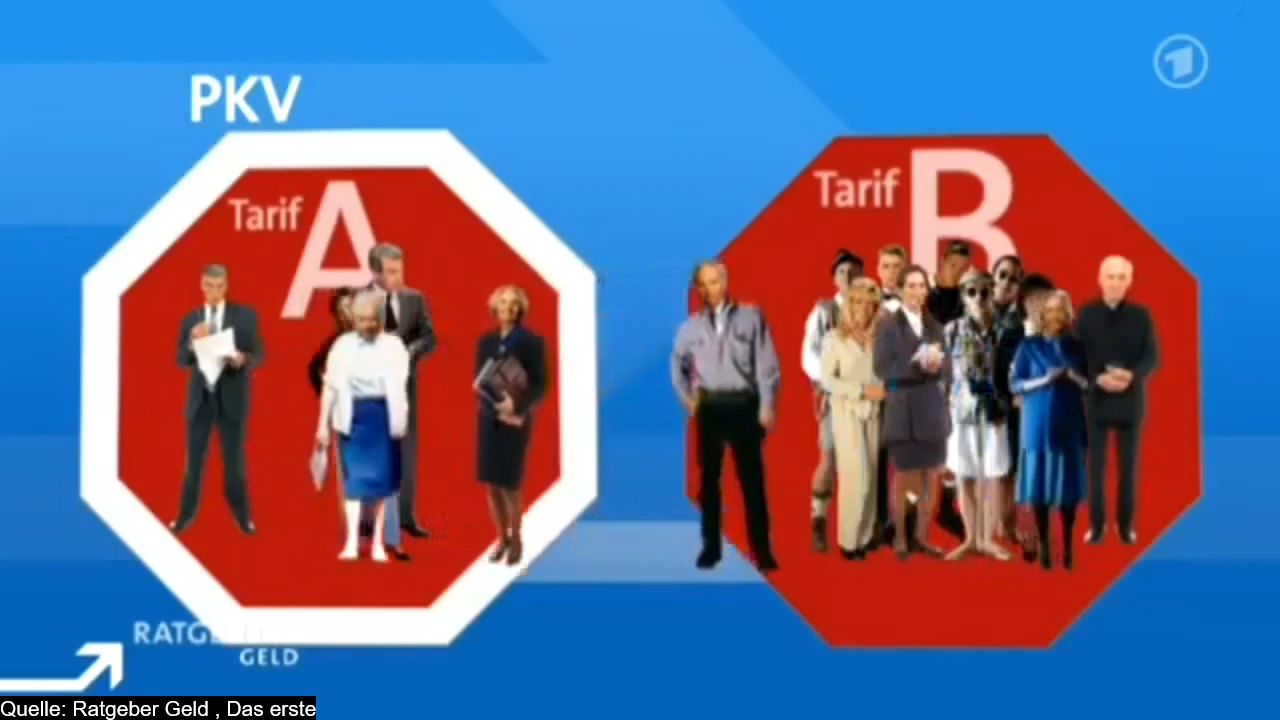 PKV
Tarif A
Tarif B
GELD
Quelle: Ratgeber Geld , Das erste